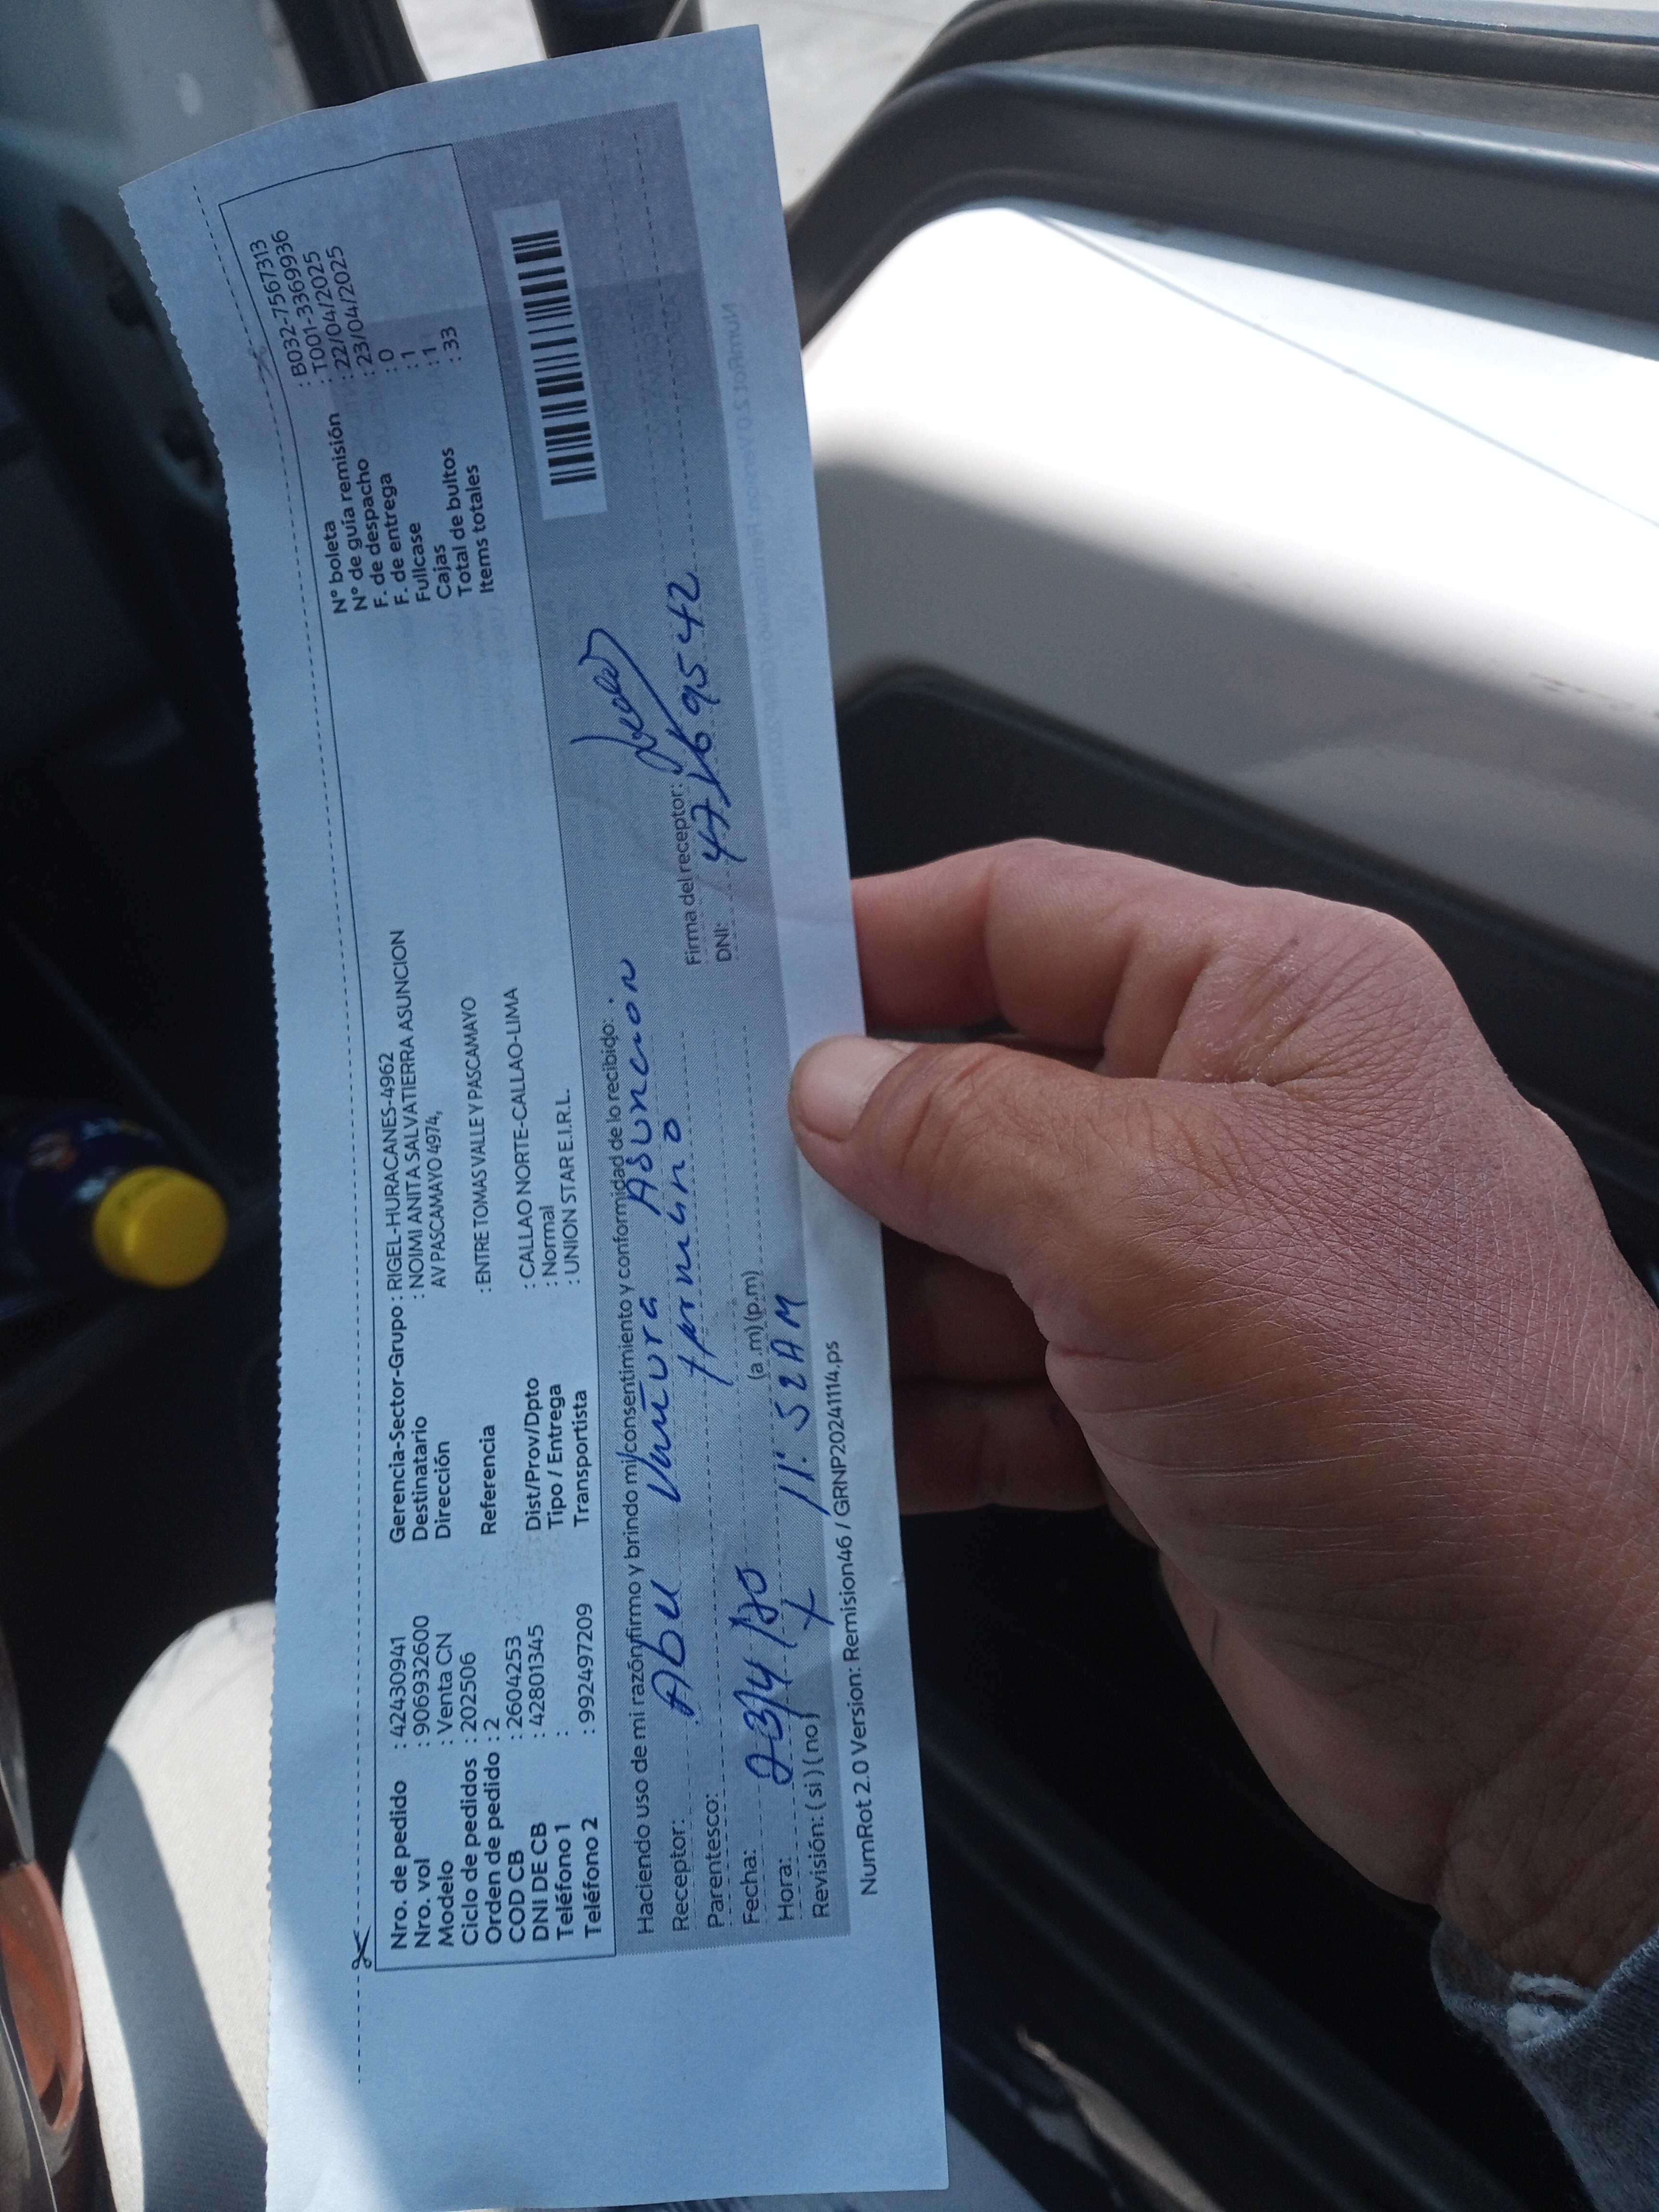 Nro. de pedido : 42430941
Nro. vol : 906932600
Modelo : Venta CN
Ciclo de pedidos : 202506
Orden de pedido : 2
COD CB : 2604253
DNI DE CB : 42801345
Teléfono 1 :
Teléfono 2 : 992497209
Gerencia-Sector-Grupo : RIGEL-HURACANES-4962
Destinatario : NOIMI ANITA SALVATIERRA ASUNCION
Dirección AV PASCAMAYO 4974,
Referencia : ENTRE TOMAS VALLE Y PASCAMAYO
Dist/Prov/Dpto : CALLAO NORTE-CALLAO-LIMA
Tipo / Entrega : Normal
Transportista : UNION STAR E.I.R.L.
N° boleta : B032-7567313
N° de guía remisión : T001-3369936
F. de despacho : 22/04/2025
F. de entrega : 23/04/2025
Fullcase : 0
Cajas : 1
Total de bultos : 1
Items totales : 33
Haciendo uso de mi razón firmo y brindo mi consentimiento y conformidad de lo recibido:
Receptor: Asunción
Firma del receptor:
Parentesco:
DNI:
Fecha: 23/4
Hora: (a.m) (p.m)
Revisión: ( si ) ( no ) X 11:52 AM
NumRot 2.0 Version: Remision46 / GRNP20241114.ps